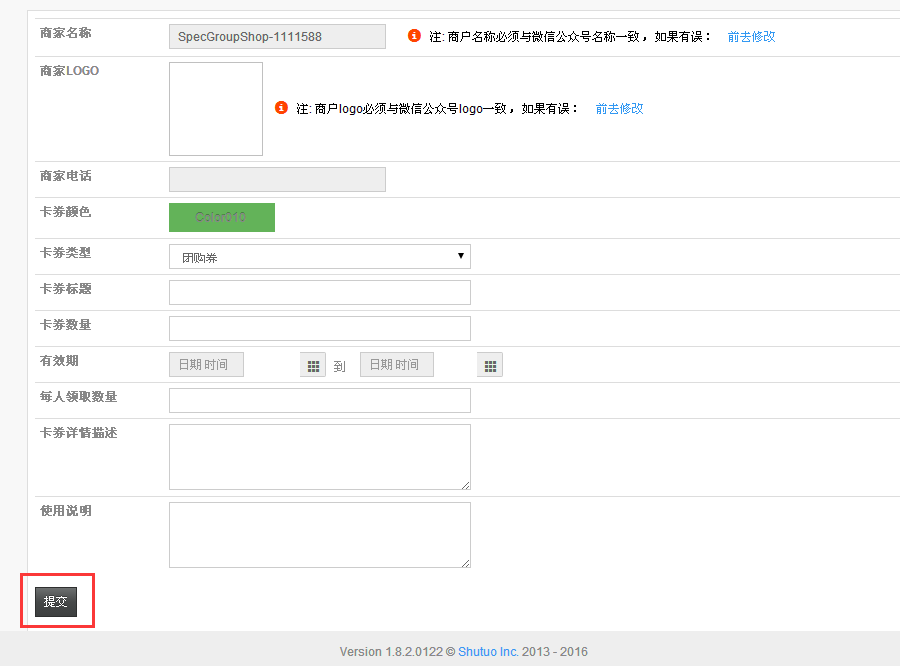 商家名称 SpecGroupShop-1111588 注: 商户名称必须与微信公众号名称一致，如果有误： 前去修改
商家LOGO 注: 商户logo必须与微信公众号logo一致，如果有误： 前去修改
商家电话
卡券颜色 Color010
卡券类型 团购券
卡券标题
卡券数量
有效期 日期 时间 到 日期 时间
每人领取数量
卡券详情描述
使用说明
提交
Version 1.8.2.0122 © Shutuo Inc. 2013 - 2016